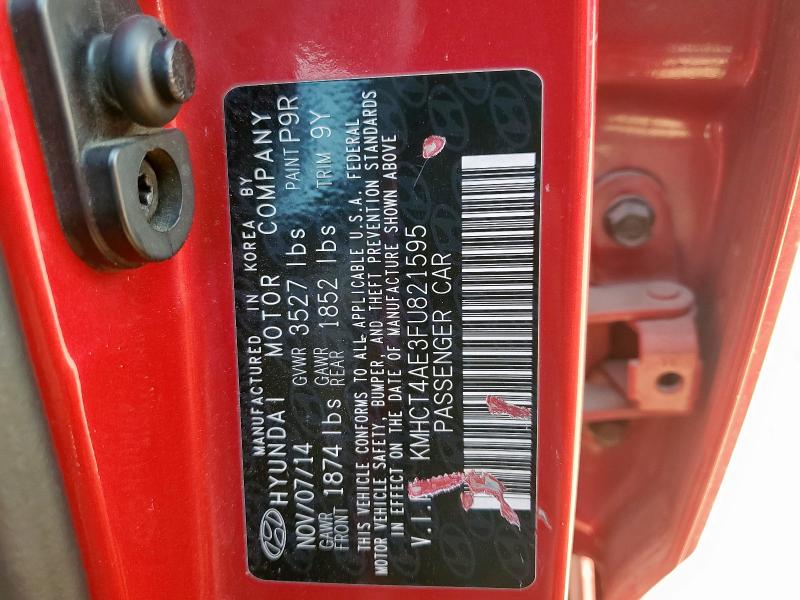 MANUFACTURED IN KOREA BY
HYUNDAI MOTOR COMPANY
NOV/07/14 GVWR 3527 lbs PAINT P9R
GAWR FRONT 1874 lbs GAWR REAR 1852 lbs TRIM 9Y
THIS VEHICLE CONFORMS TO ALL APPLICABLE U.S.A. FEDERAL
MOTOR VEHICLE SAFETY, BUMPER, AND THEFT PREVENTION STANDARDS
IN EFFECT ON THE DATE OF MANUFACTURE SHOWN ABOVE
V.I.N KMHCT4AE3FU821595
PASSENGER CAR